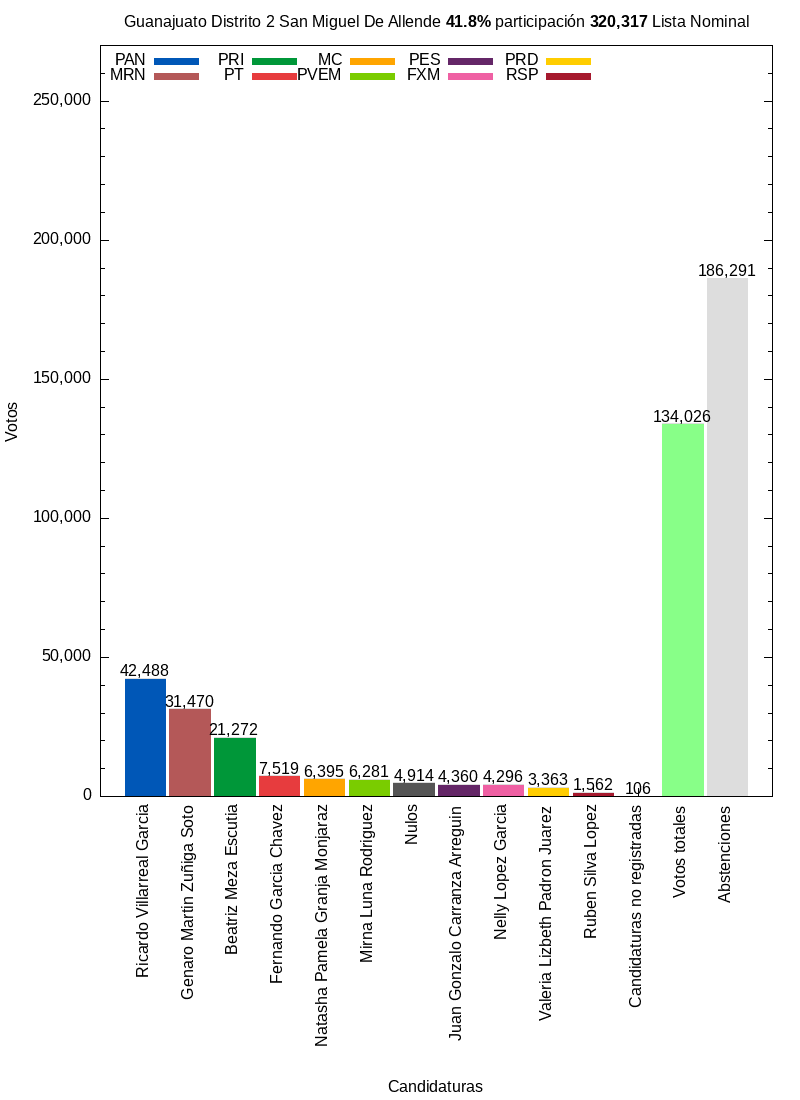 Guanajuato Distrito 2 San Miguel De Allende 41.8% participación 320,317 Lista Nominal
PAN PRI MC PES PRD
MRN PT PVEM FXM RSP
250,000
200,000
150,000
100,000
50,000
0
Votos
42,488
31,470
21,272
7,519
6,395
6,281
4,914
4,360
4,296
3,363
1,562
106
134,026
186,291
Ricardo Villarreal Garcia
Genaro Martin Zuñiga Soto
Beatriz Meza Escutia
Fernando Garcia Chavez
Natasha Pamela Granja Monjaraz
Mirna Luna Rodriguez
Nulos
Juan Gonzalo Carranza Arreguin
Nelly Lopez Garcia
Valeria Lizbeth Padron Juarez
Ruben Silva Lopez
Candidaturas no registradas
Votos totales
Abstenciones
Candidaturas